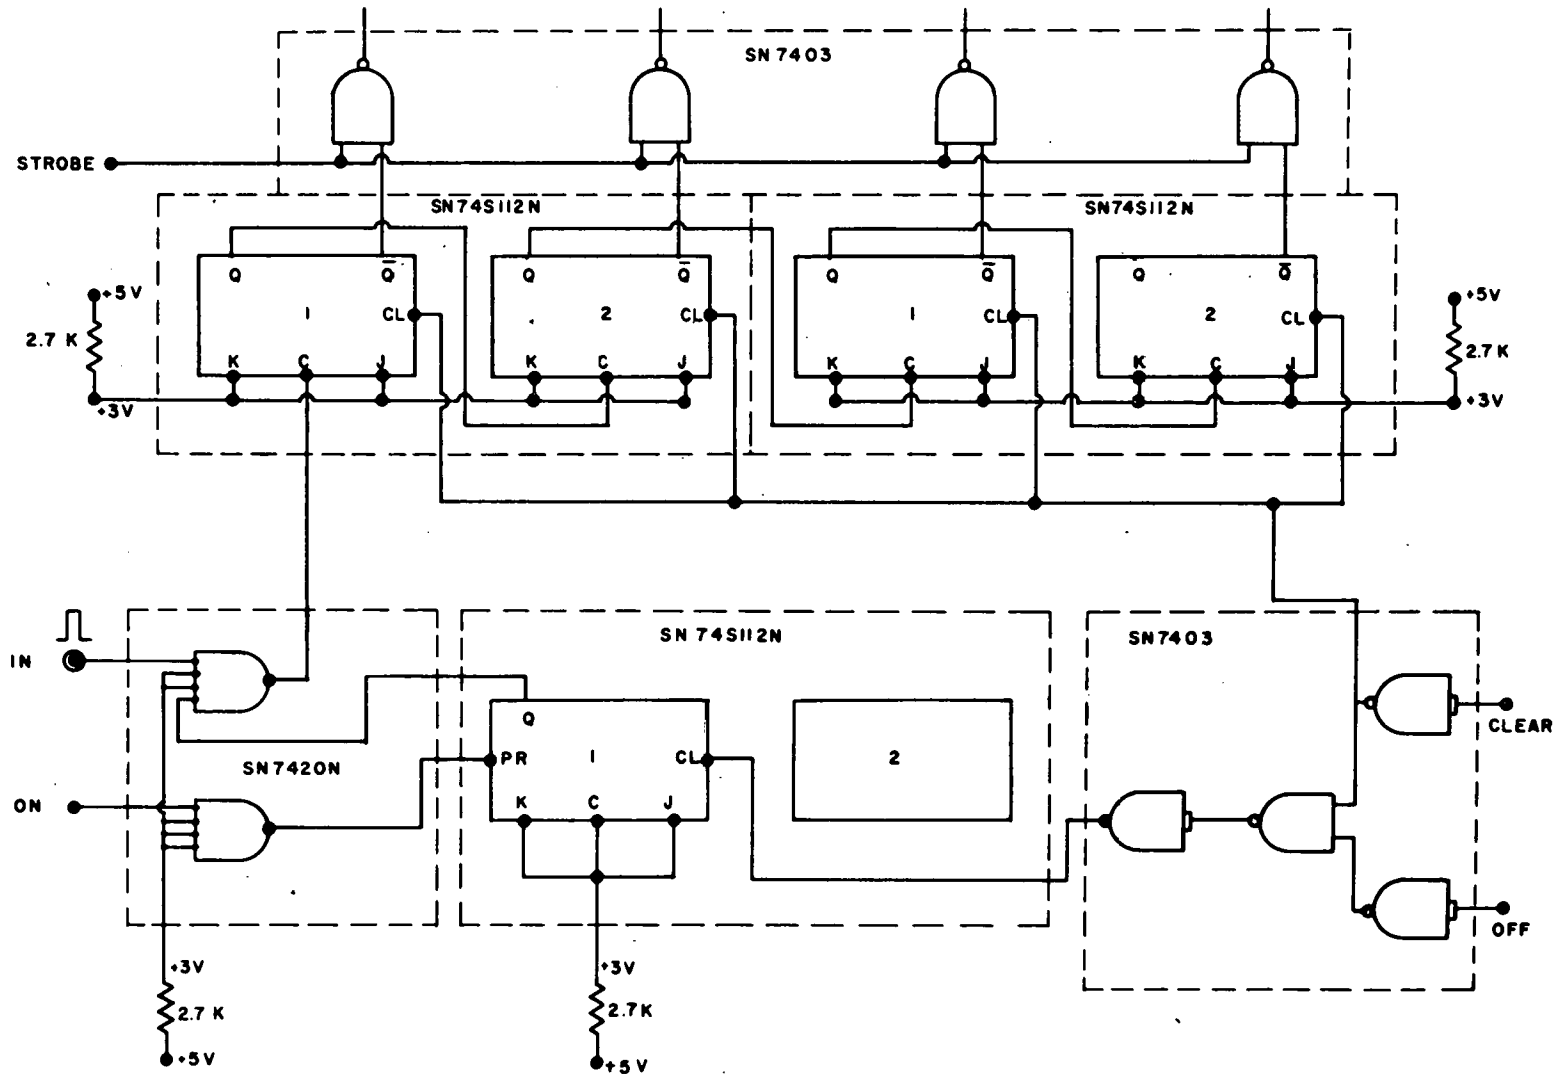 SN 7403
STROBE
SN74S112N
SN74S112N
Q Q̅ Q Q̅ Q Q̅ Q Q̅
+5V
+5V
1 CL 2 CL 1 CL 2 CL
2.7 K
2.7 K
K C J K C J K C J K C J
+3V
+3V
IN
SN 74S112N
SN7403
Q
CLEAR
SN7420N
PR 1 CL 2
ON
K C J
OFF
+3V
+3V
2.7 K
2.7K
+5V
+5V